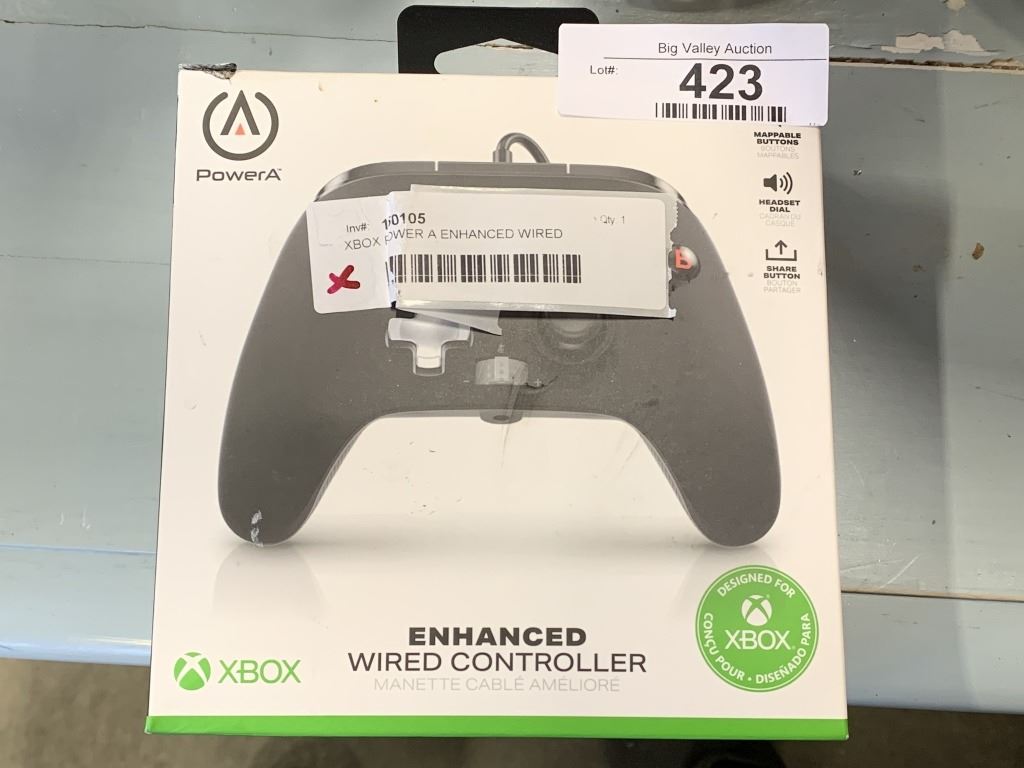 Big Valley Auction
Lot#:
423
PowerA
MAPPABLE
BUTTONS
BOUTONS
MAPPABLES
HEADSET
DIAL
CADRAN DU
CASQUE
SHARE
BUTTON
BOUTON
PARTAGER
Inv#: 0105
Qty: 1
XBOX POWER A ENHANCED WIRED
X
B
DESIGNED FOR
XBOX
CONÇU POUR • DISEÑADO PARA
ENHANCED
WIRED CONTROLLER
MANETTE CABLÉ AMÉLIORÉ
XBOX